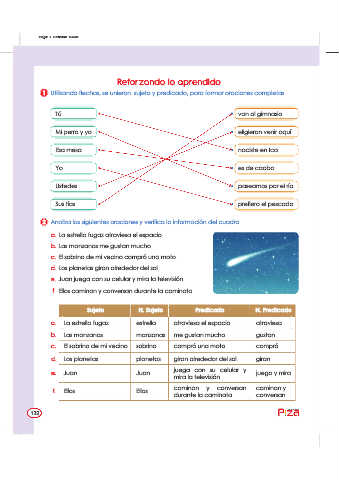 Reforzando lo aprendido
1 Utilizando flechas, se unieron sujeto y predicado, para formar oraciones completas
Tú
van al gimnasio
Mi perro y yo
eligieron venir aquí
Esa mesa
naciste en Ica
Yo
es de caoba
Ustedes
paseamos por el río
Sus tíos
prefiero el pescado
2 Analiza las siguientes oraciones y verifica la información del cuadro
a. La estrella fugaz atraviesa el espacio
b. Las manzanas me gustan mucho
c. El sobrino de mi vecino compró una moto
d. Los planetas giran alrededor del sol
e. Juan juega con su celular y mira la televisión
f. Ellos caminan y conversan durante la caminata
Sujeto N. Sujeto Predicado N. Predicado
a. La estrella fugaz estrella atraviesa el espacio atraviesa
b. Las manzanas manzanas me gustan mucho gustan
c. El sobrino de mi vecino sobrino compró una moto compró
d. Los planetas planetas giran alrededor del sol giran
e. Juan Juan juega con su celular y mira la televisión juega y mira
f. Ellos Ellos caminan y conversan durante la caminata caminan y conversan